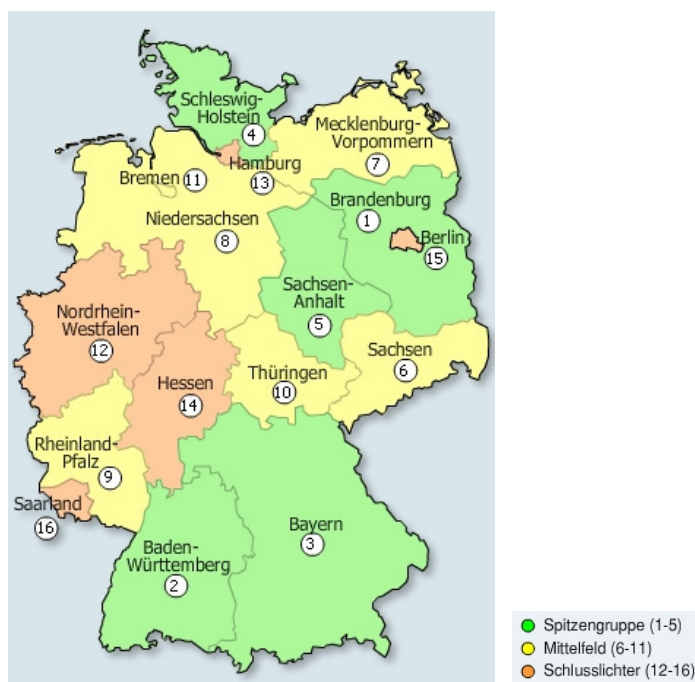 Schleswig-
Holstein
4
Mecklenburg-
Vorpommern
7
Hamburg
13
Bremen 11
Brandenburg
1
Niedersachsen
8
Berlin
15
Sachsen-
Anhalt
5
Nordrhein-
Westfalen
12
Sachsen
6
Thüringen
10
Hessen
14
Rheinland-
Pfalz
9
Saarland
16
Bayern
3
Baden-
Württemberg
2
Spitzengruppe (1-5)
Mittelfeld (6-11)
Schlusslichter (12-16)